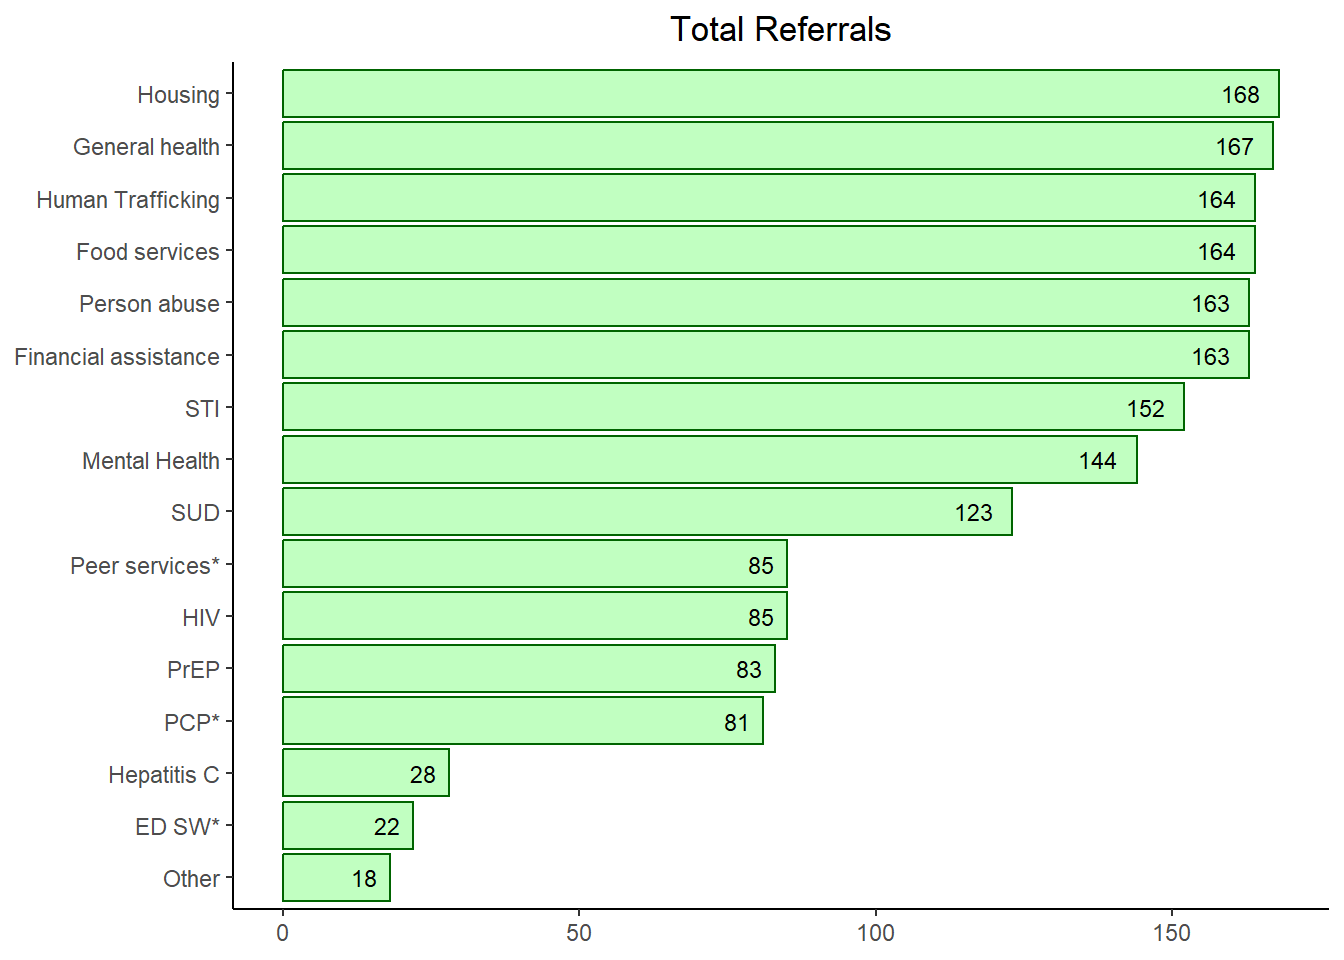 Total Referrals
Housing 168
General health 167
Human Trafficking 164
Food services 164
Person abuse 163
Financial assistance 163
STI 152
Mental Health 144
SUD 123
Peer services* 85
HIV 85
PrEP 83
PCP* 81
Hepatitis C 28
ED SW* 22
Other 18
0 50 100 150